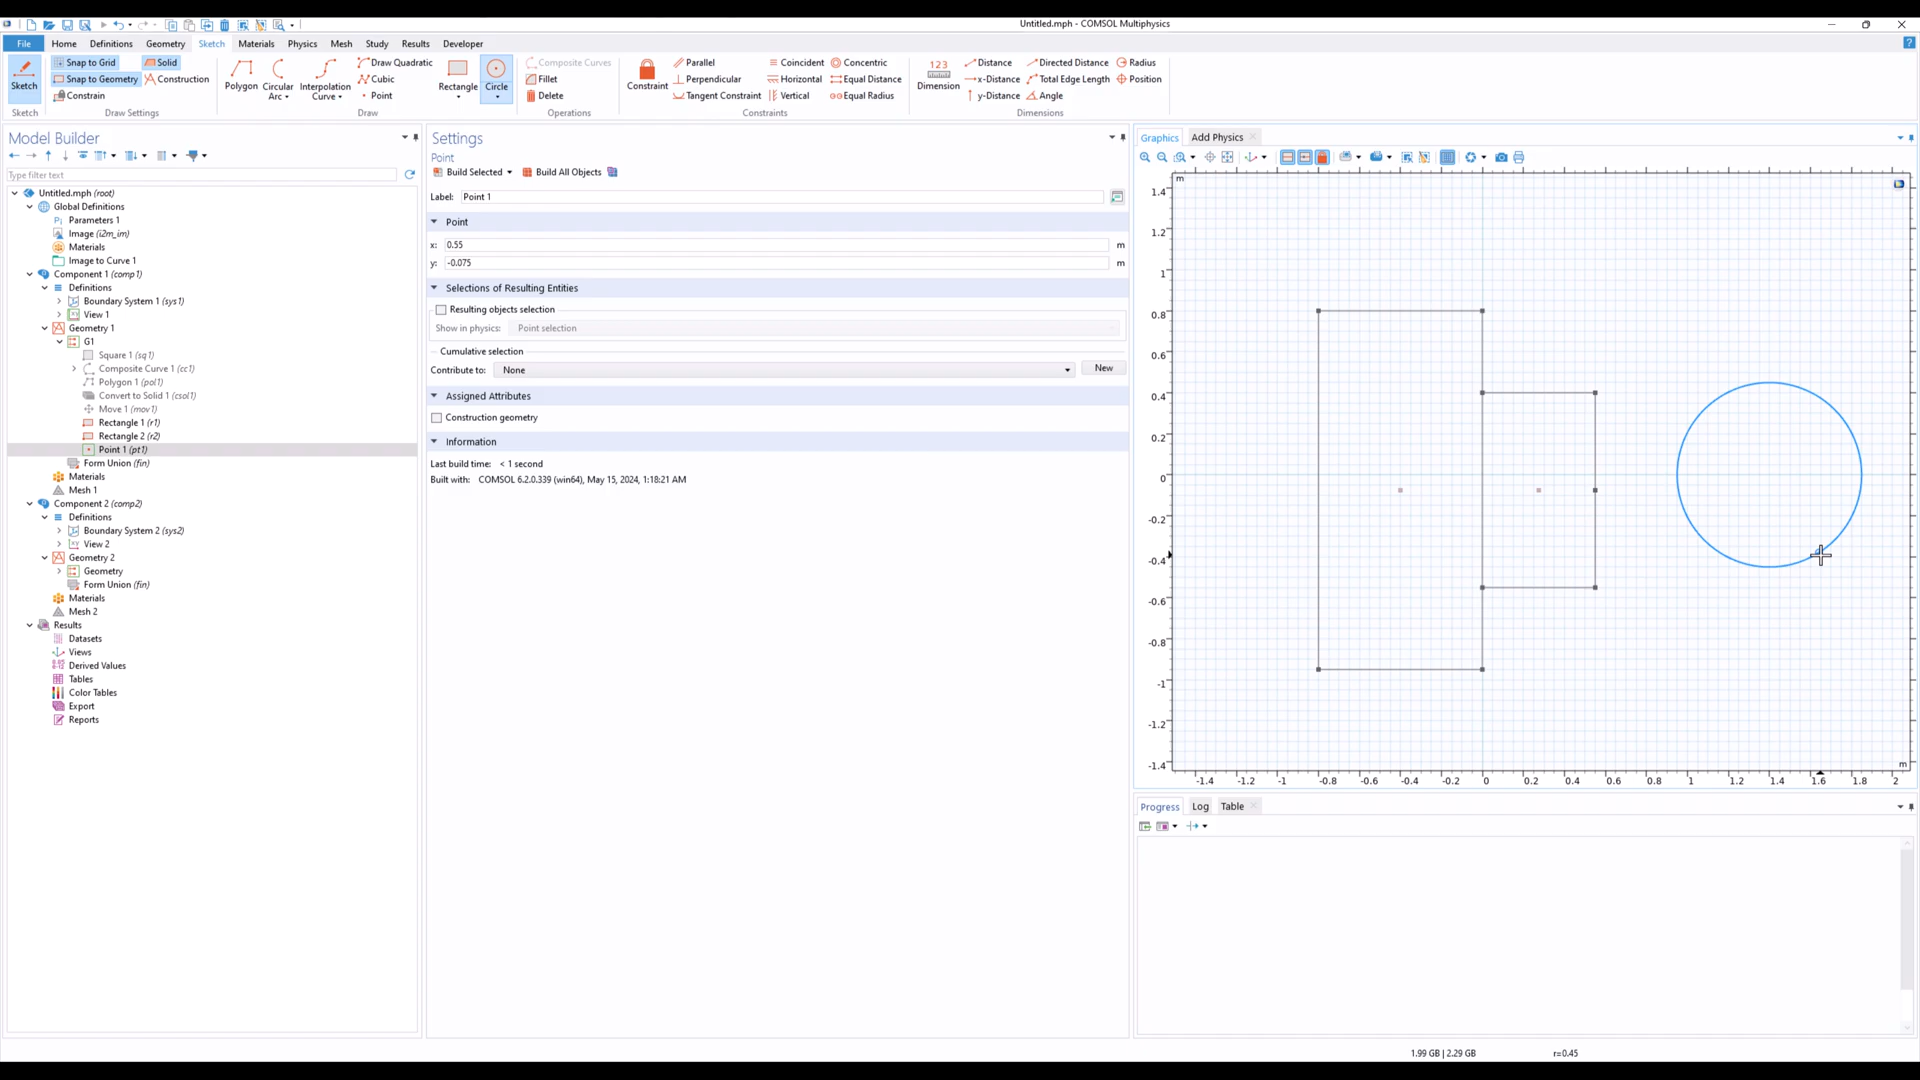 Untitled.mph - COMSOL Multiphysics
File Home Definitions Geometry Sketch Materials Physics Mesh Study Results Developer
Sketch
Snap to Grid Solid
Snap to Geometry Construction
Constrain
Polygon
Circular Arc
Interpolation Curve
Draw Quadratic
Cubic
Point
Rectangle
Circle
Composite Curves
Fillet
Delete
Constraint
Parallel
Perpendicular
Tangent Constraint
Coincident
Horizontal
Vertical
Concentric
Equal Distance
Equal Radius
123
Dimension
Distance
x-Distance
y-Distance
Directed Distance
Total Edge Length
Angle
Radius
Position
Sketch Draw Settings Draw Operations Constraints Dimensions
Model Builder
Type filter text
Untitled.mph (root)
Global Definitions
Parameters 1
Image (i2m_im)
Materials
Image to Curve 1
Component 1 (comp1)
Definitions
Boundary System 1 (sys1)
View 1
Geometry 1
G1
Square 1 (sq1)
Composite Curve 1 (cc1)
Polygon 1 (pol1)
Convert to Solid 1 (csol1)
Move 1 (mov1)
Rectangle 1 (r1)
Rectangle 2 (r2)
Point 1 (pt1)
Form Union (fin)
Materials
Mesh 1
Component 2 (comp2)
Definitions
Boundary System 2 (sys2)
View 2
Geometry 2
Geometry
Form Union (fin)
Materials
Mesh 2
Results
Datasets
Views
Derived Values
Tables
Color Tables
Export
Reports
Settings
Point
Build Selected Build All Objects
Label: Point 1
Point
x: 0.55 m
y: -0.075 m
Selections of Resulting Entities
Resulting objects selection
Show in physics: Point selection
Cumulative selection
Contribute to: None New
Assigned Attributes
Construction geometry
Information
Last build time: < 1 second
Built with: COMSOL 6.2.0.339 (win64), May 15, 2024, 1:18:21 AM
Graphics Add Physics
m
1.4
1.2
1
0.8
0.6
0.4
0.2
0
-0.2
-0.4
-0.6
-0.8
-1
-1.2
-1.4
m
-1.4 -1.2 -1 -0.8 -0.6 -0.4 -0.2 0 0.2 0.4 0.6 0.8 1 1.2 1.4 1.6 1.8 2
Progress Log Table
1.99 GB | 2.29 GB r=0.45